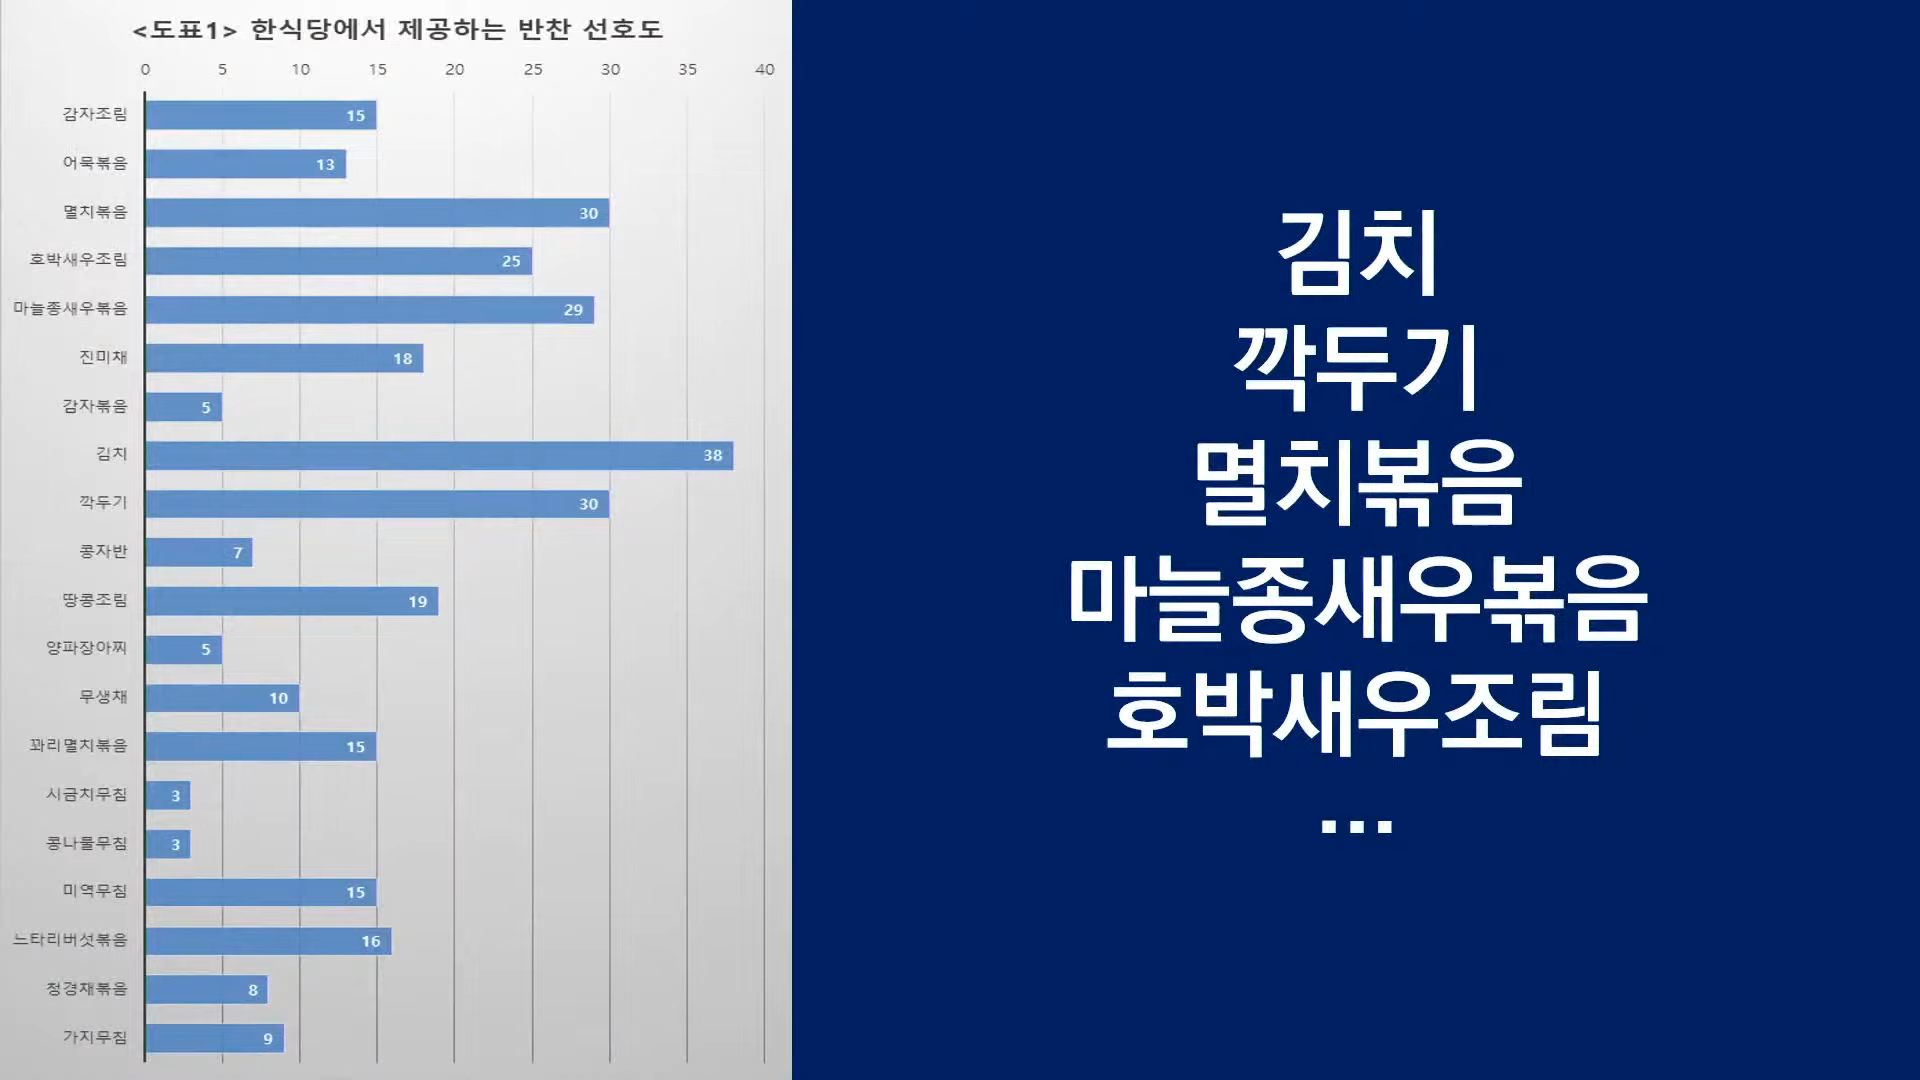 <도표1> 한식당에서 제공하는 반찬 선호도
0 5 10 15 20 25 30 35 40
감자조림 15
어묵볶음 13
멸치볶음 30
호박새우조림 25
마늘종새우볶음 29
진미채 18
감자볶음 5
김치 38
깍두기 30
콩자반 7
땅콩조림 19
양파장아찌 5
무생채 10
꽈리멸치볶음 15
시금치무침 3
콩나물무침 3
미역무침 15
느타리버섯볶음 16
청경채볶음 8
가지무침 9
김치
깍두기
멸치볶음
마늘종새우볶음
호박새우조림
...